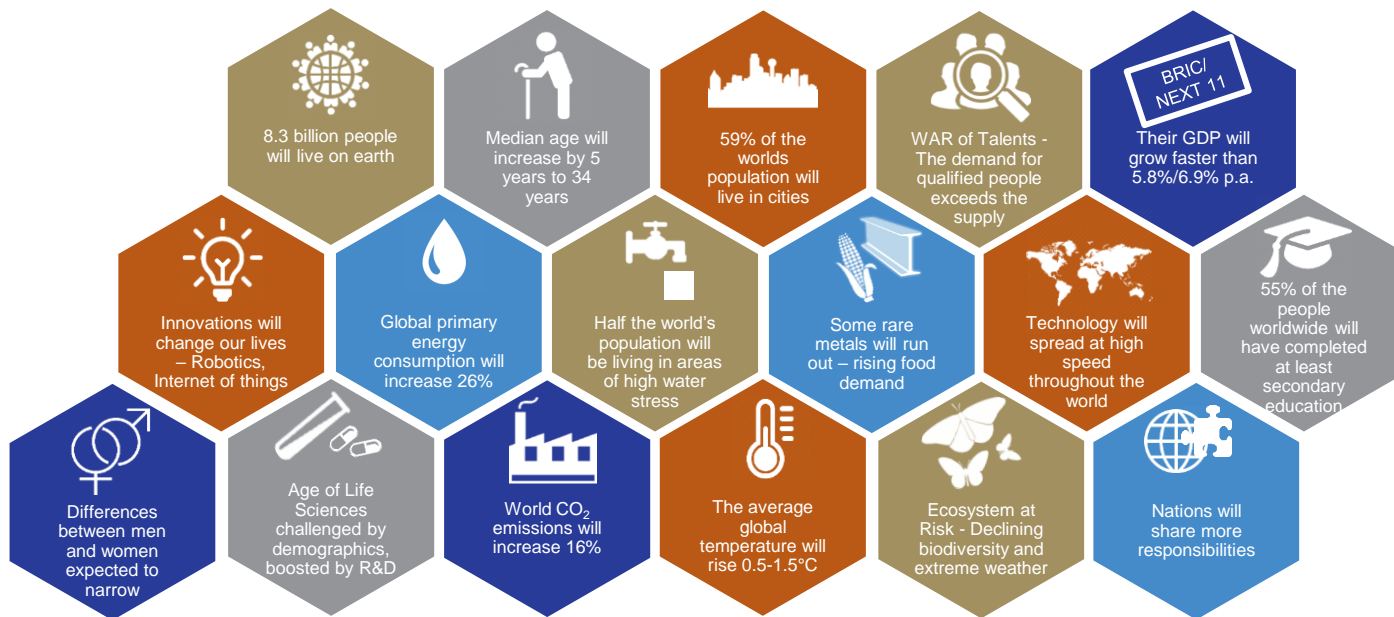 8.3 billion people
will live on earth
Median age will
increase by 5
years to 34
years
59% of the
worlds
population will
live in cities
WAR of Talents -
The demand for
qualified people
exceeds the
supply
BRIC/
NEXT 11
Their GDP will
grow faster than
5.8%/6.9% p.a.
Innovations will
change our lives
– Robotics,
Internet of things
Global primary
energy
consumption will
increase 26%
Half the world’s
population will
be living in areas
of high water
stress
Some rare
metals will run
out – rising food
demand
Technology will
spread at high
speed
throughout the
world
55% of the
people
worldwide will
have completed
at least
secondary
education
Differences
between men
and women
expected to
narrow
Age of Life
Sciences
challenged by
demographics,
boosted by R&D
World CO₂
emissions will
increase 16%
The average
global
temperature will
rise 0.5-1.5°C
Ecosystem at
Risk - Declining
biodiversity and
extreme weather
Nations will
share more
responsibilities